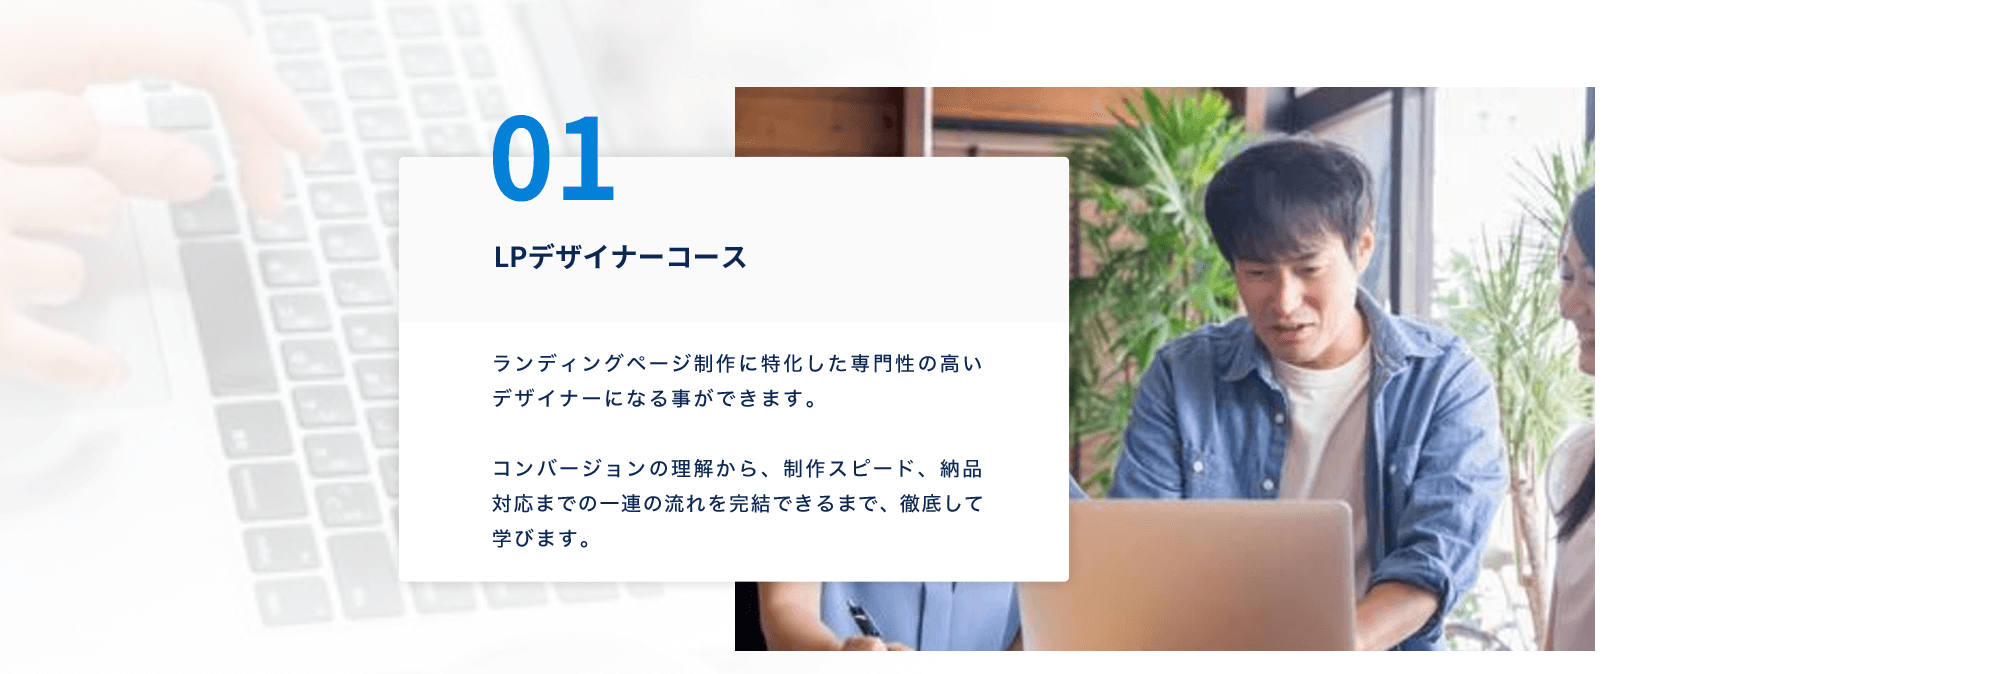 01
LPデザイナーコース
ランディングページ制作に特化した専門性の高い
デザイナーになる事ができます。
コンバージョンの理解から、制作スピード、納品
対応までの一連の流れを完結できるまで、徹底して
学びます。